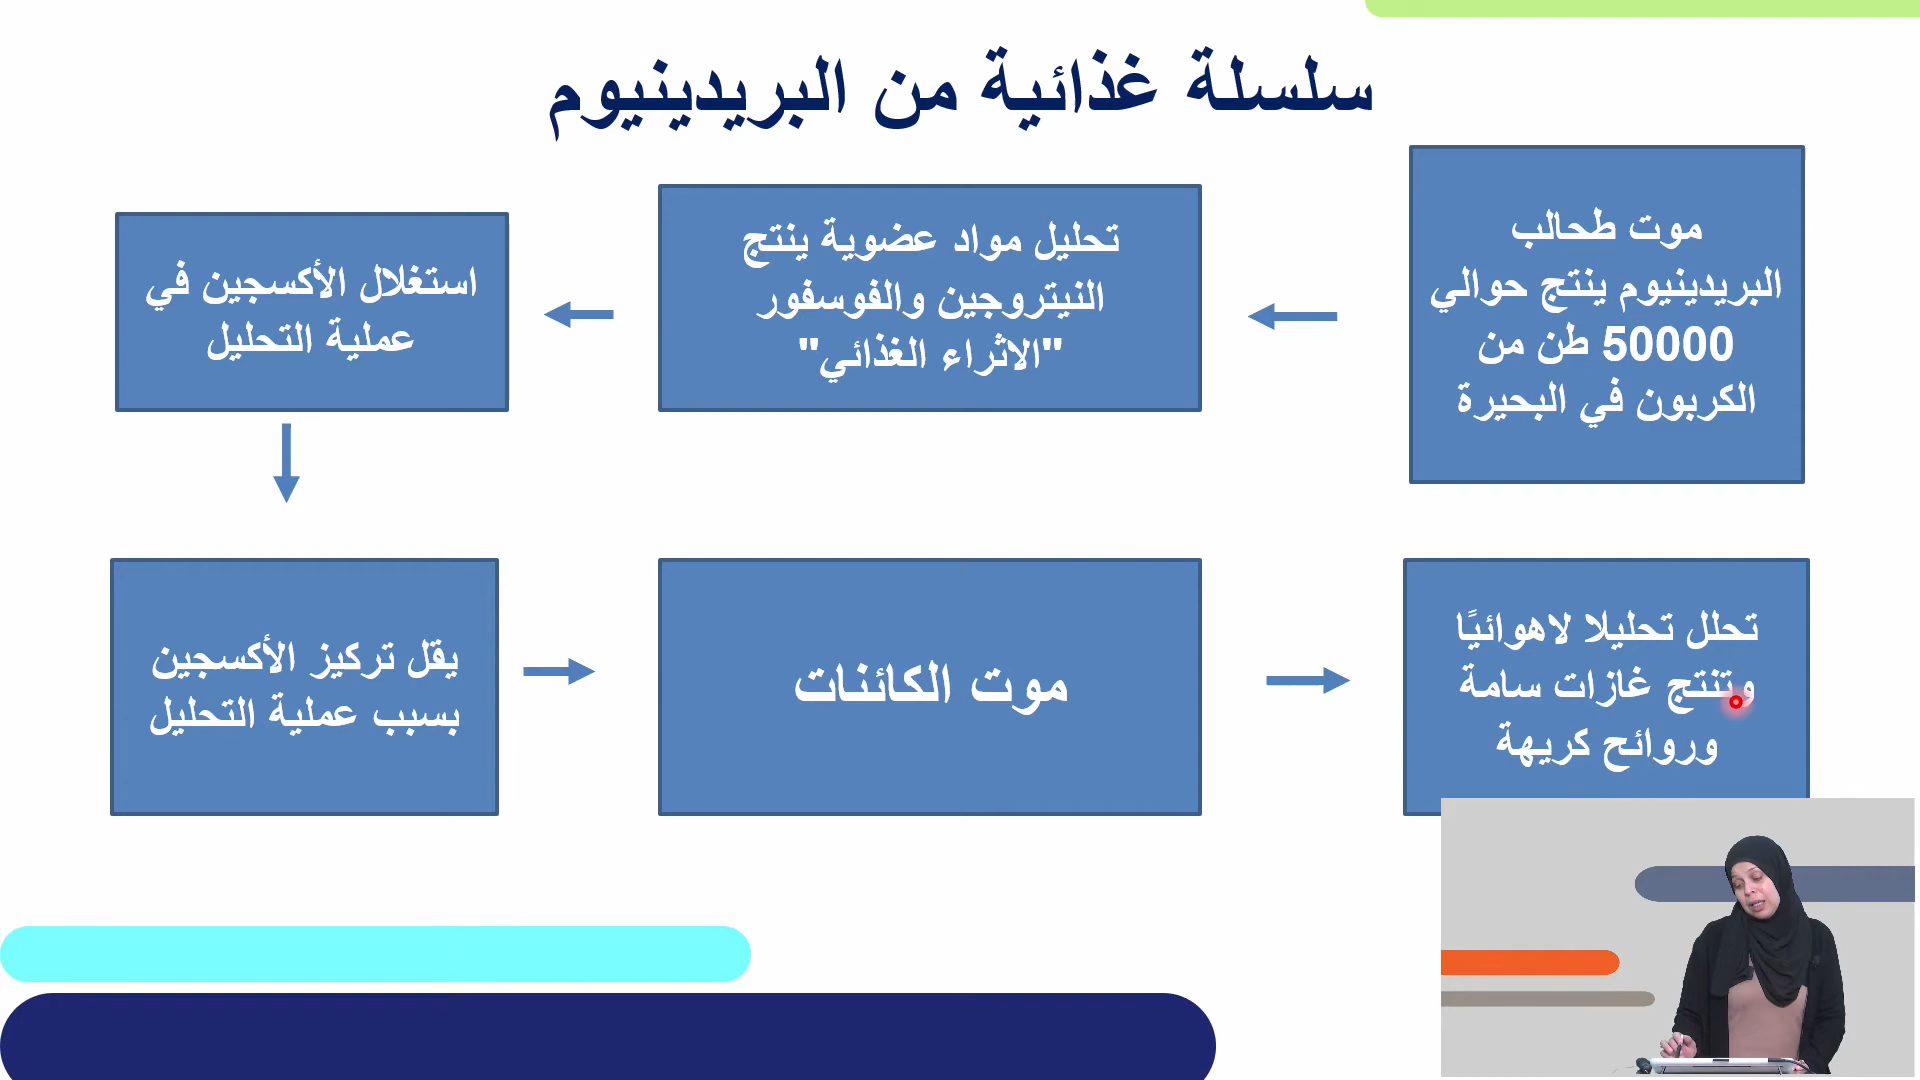 سلسلة غذائية من البريدينيوم
موت طحالب
البريدينيوم ينتج حوالي
50000 طن من
الكربون في البحيرة
تحليل مواد عضوية ينتج
النيتروجين والفوسفور
"الاثراء الغذائي"
استغلال الأكسجين في
عملية التحليل
يقل تركيز الأكسجين
بسبب عملية التحليل
موت الكائنات
تحلل تحليلا لاهوائيًا
وتنتج غازات سامة
وروائح كريهة